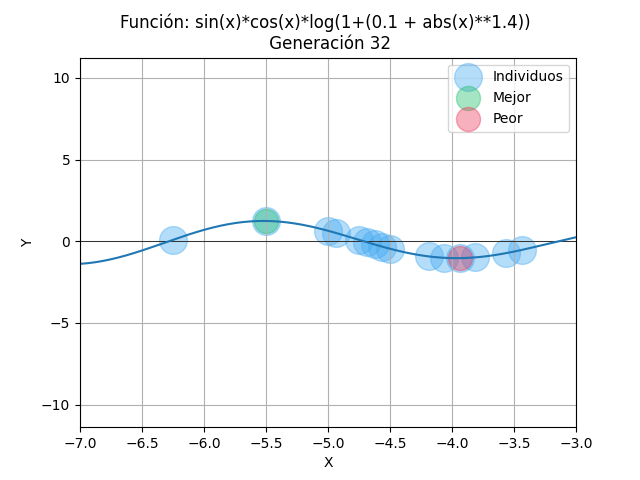 Función: sin(x)*cos(x)*log(1+(0.1 + abs(x)**1.4))
Generación 32
Individuos
Mejor
Peor
10
5
0
−5
−10
Y
−7.0 −6.5 −6.0 −5.5 −5.0 −4.5 −4.0 −3.5 −3.0
X